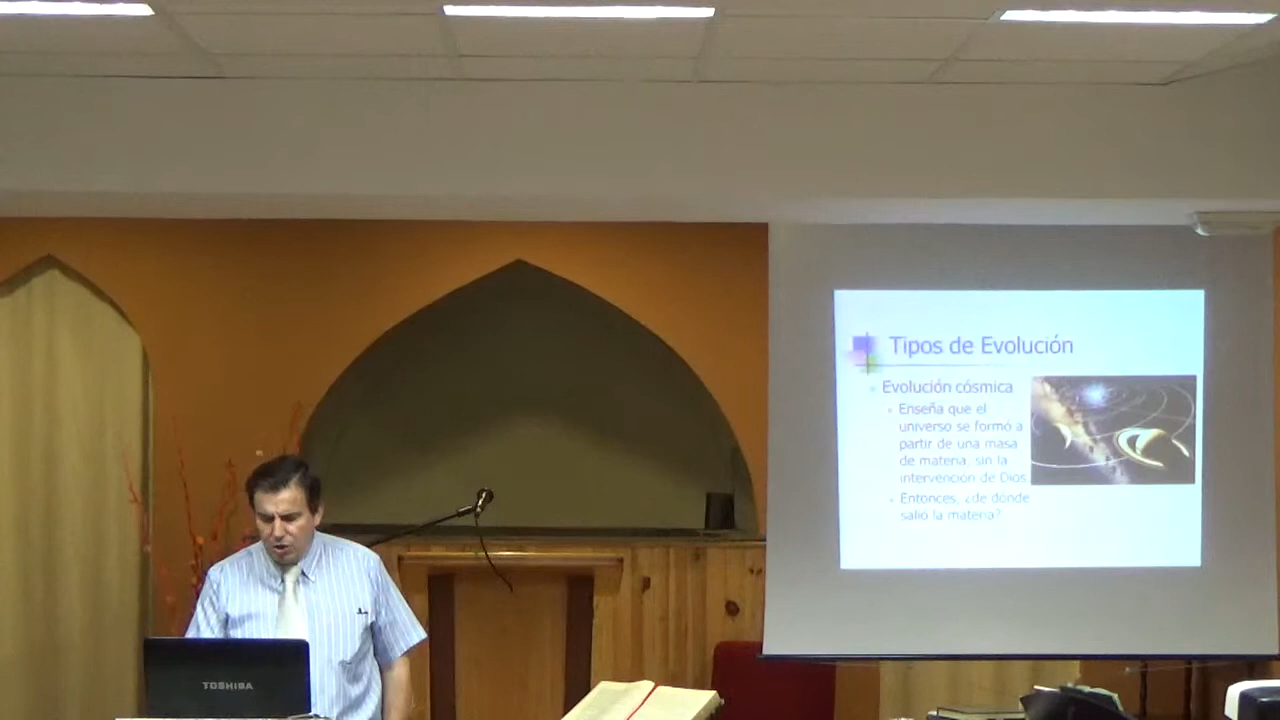 Tipos de Evolución
Evolución cósmica
Enseña que el
universo se formó a
partir de una masa
de materia, sin la
intervención de Dios.
Entonces, ¿de donde
salió la materia?
TOSHIBA